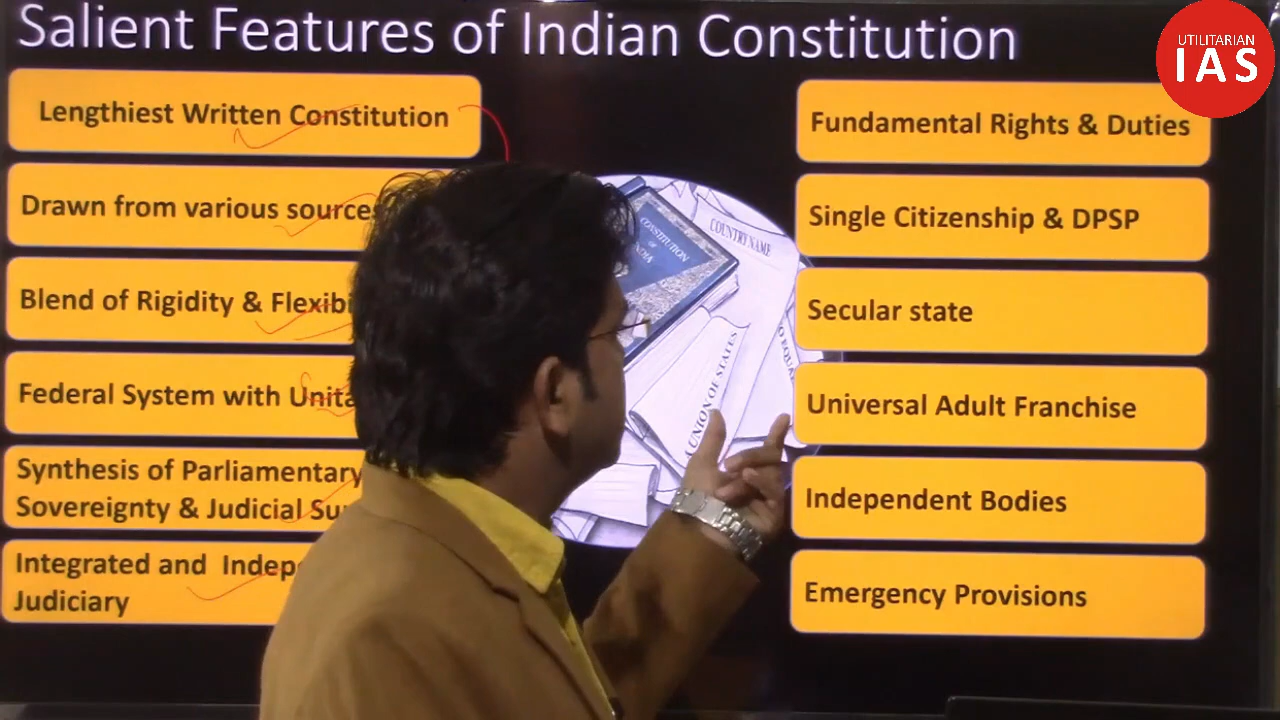 Salient Features of Indian Constitution
UTILITARIAN
IAS
Lengthiest Written Constitution
Drawn from various sources
Blend of Rigidity &
Federal System with
Synthesis of Parliamentary
Sovereignty & Judicial
Integrated and
Judiciary
CONSTITUTION
OF
INDIA
COUNTRY NAME
UNION OF STATES
Fundamental Rights & Duties
Single Citizenship & DPSP
Secular state
Universal Adult Franchise
Independent Bodies
Emergency Provisions